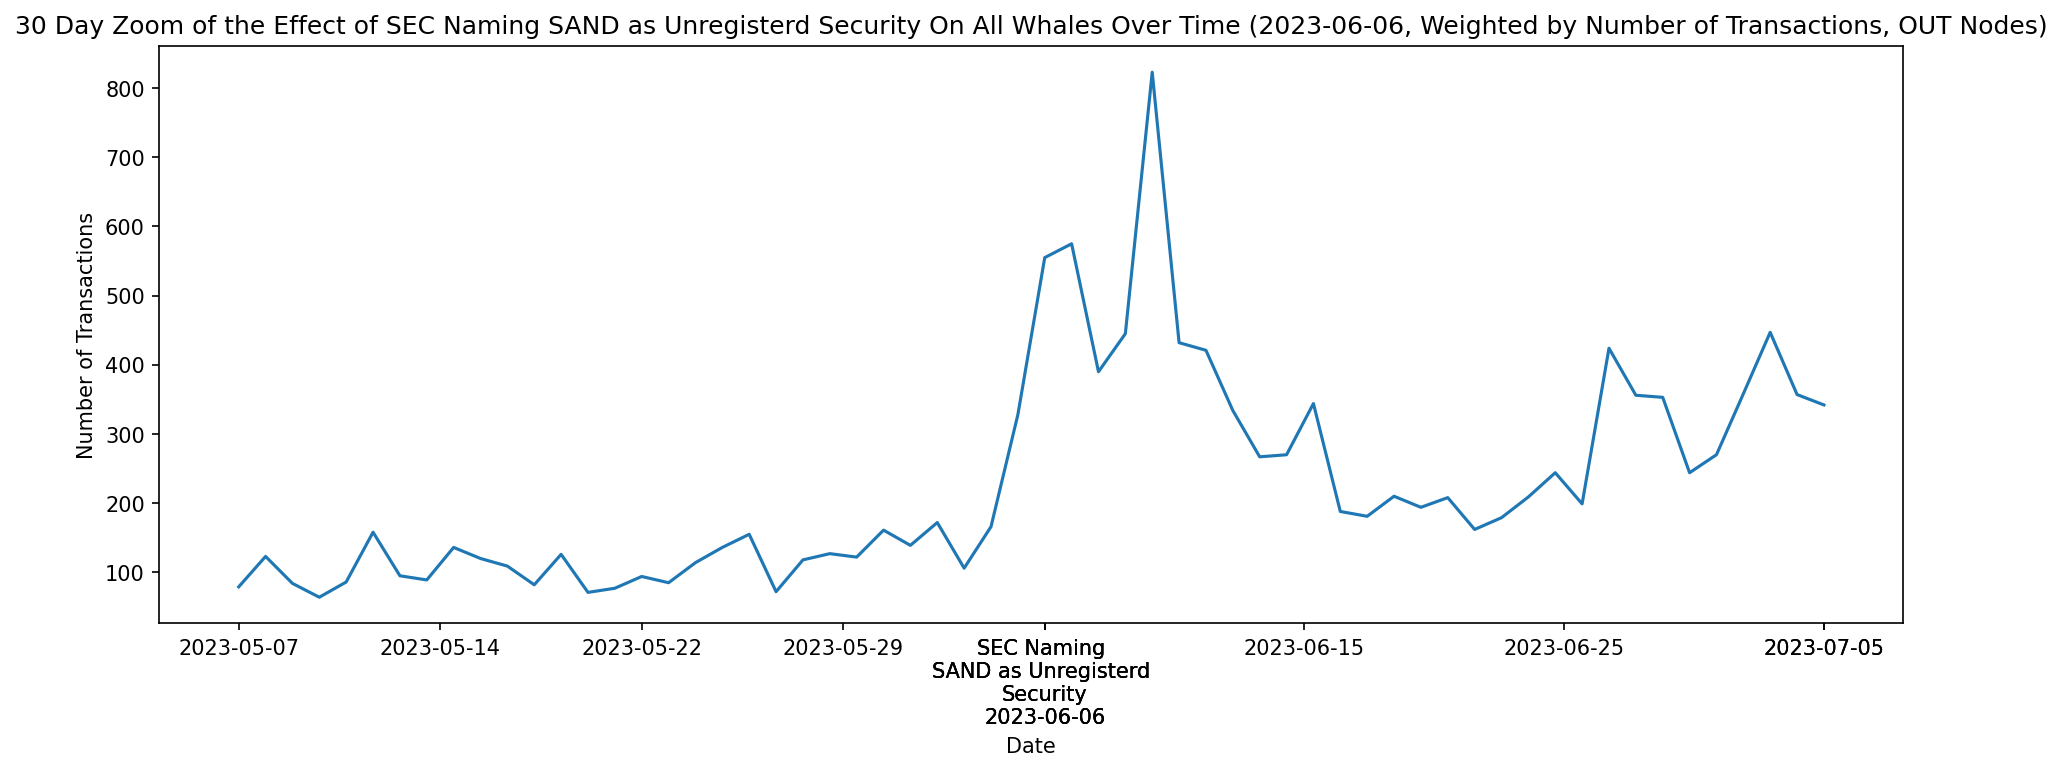 30 Day Zoom of the Effect of SEC Naming SAND as Unregisterd Security On All Whales Over Time (2023-06-06, Weighted by Number of Transactions, OUT Nodes)
Number of Transactions
800
700
600
500
400
300
200
100
2023-05-07
2023-05-14
2023-05-22
2023-05-29
SEC Naming
SAND as Unregisterd
Security
2023-06-06
2023-06-15
2023-06-25
2023-07-05
Date